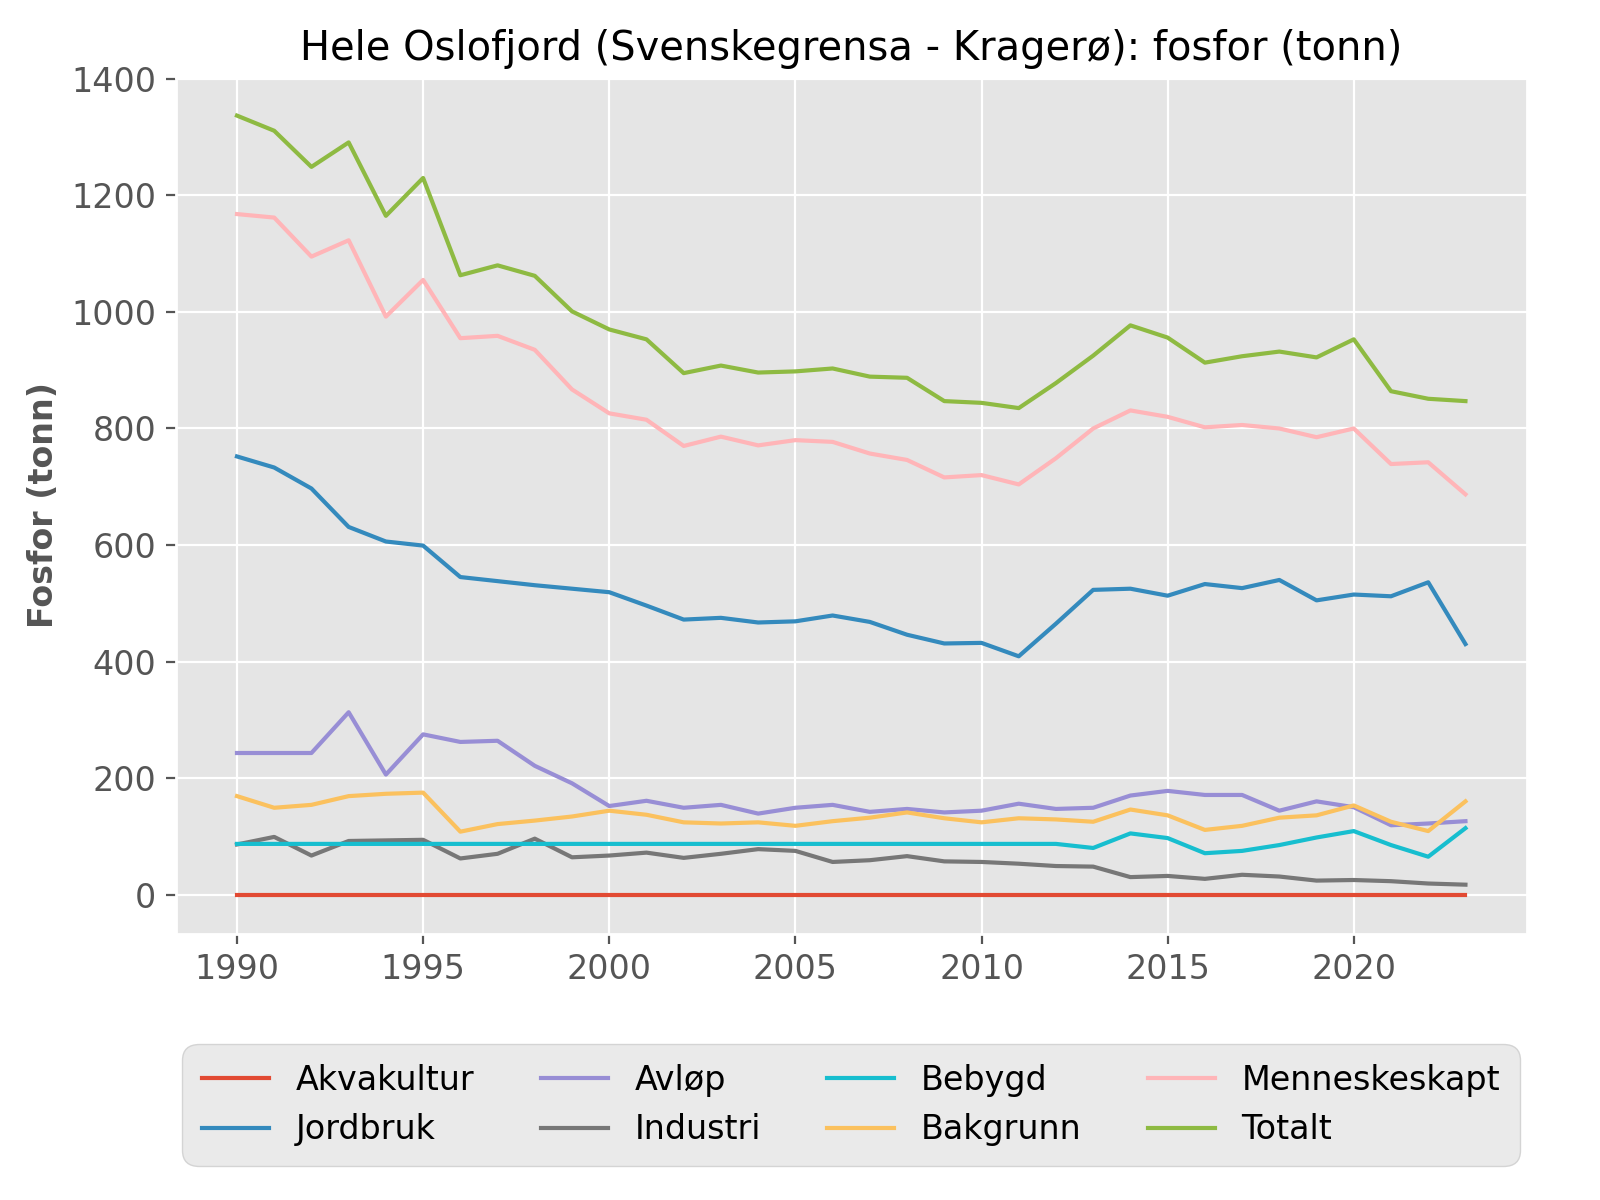 Hele Oslofjord (Svenskegrensa - Kragerø): fosfor (tonn)
1400
1200
1000
800
600
400
200
0
Fosfor (tonn)
1990 1995 2000 2005 2010 2015 2020
Akvakultur Avløp Bebygd Menneskeskapt
Jordbruk Industri Bakgrunn Totalt